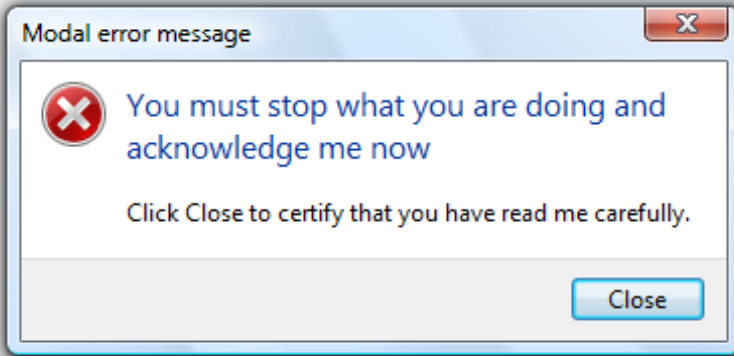 Modal error message
You must stop what you are doing and
acknowledge me now
Click Close to certify that you have read me carefully.
Close